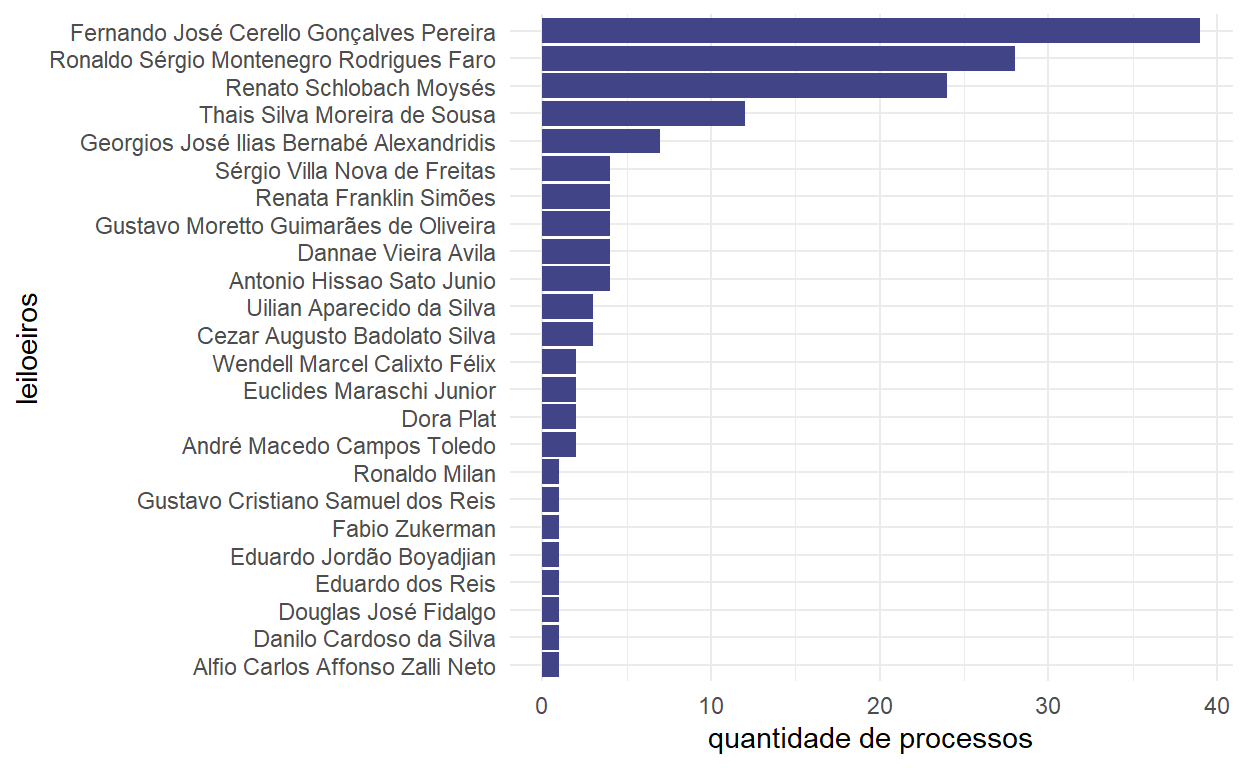 Fernando José Cerello Gonçalves Pereira
Ronaldo Sérgio Montenegro Rodrigues Faro
Renato Schlobach Moysés
Thais Silva Moreira de Sousa
Georgios José Ilias Bernabé Alexandridis
Sérgio Villa Nova de Freitas
Renata Franklin Simões
Gustavo Moretto Guimarães de Oliveira
Dannae Vieira Avila
Antonio Hissao Sato Junio
Uilian Aparecido da Silva
Cezar Augusto Badolato Silva
Wendell Marcel Calixto Félix
Euclides Maraschi Junior
Dora Plat
André Macedo Campos Toledo
Ronaldo Milan
Gustavo Cristiano Samuel dos Reis
Fabio Zukerman
Eduardo Jordão Boyadjian
Eduardo dos Reis
Douglas José Fidalgo
Danilo Cardoso da Silva
Alfio Carlos Affonso Zalli Neto
leiloeiros
0 10 20 30 40
quantidade de processos